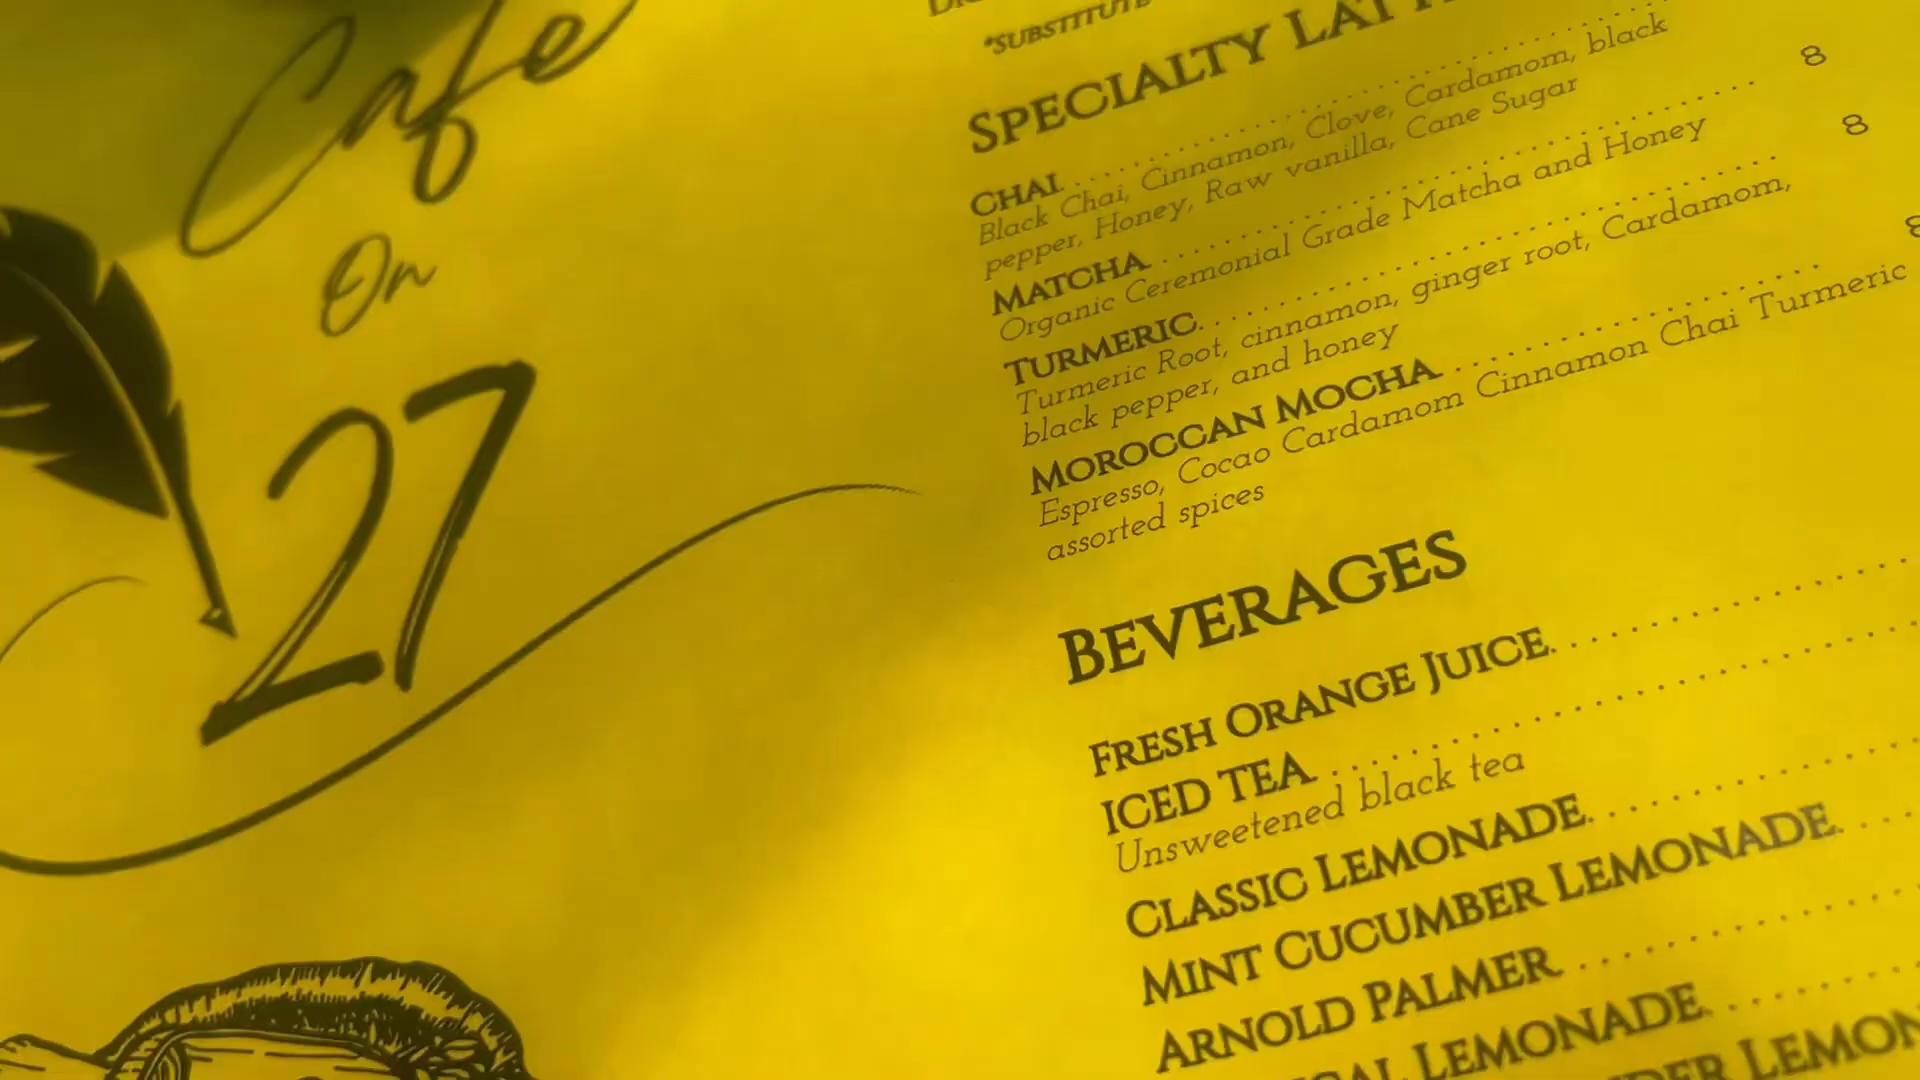 Cafe
On
27
*SUBSTITUTE
SPECIALTY
CHAI 8
Black Chai, Cinnamon, Clove, Cardamom, black
pepper, Honey, Raw vanilla, Cane Sugar
MATCHA 8
Organic Ceremonial Grade Matcha and Honey
TURMERIC 8
Turmeric Root, cinnamon, ginger root, Cardamom,
black pepper, and honey
MOROCCAN MOCHA
Espresso, Cocao Cardamom Cinnamon Chai Turmeric
assorted spices
BEVERAGES
FRESH ORANGE JUICE
ICED TEA
Unsweetened black tea
CLASSIC LEMONADE
MINT CUCUMBER LEMONADE
ARNOLD PALMER
LEMONADE